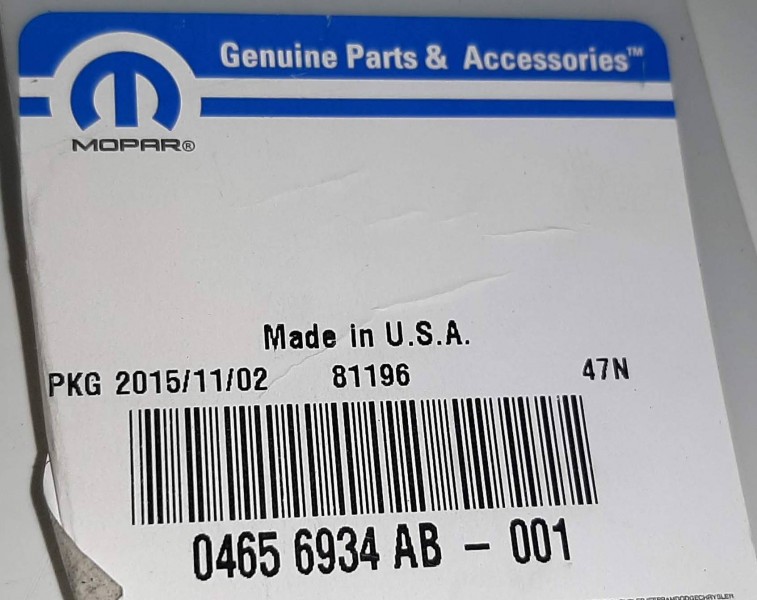 Genuine Parts & Accessories™
MOPAR®
Made in U.S.A.
PKG 2015/11/02 81196 47N
0465 6934 AB - 001